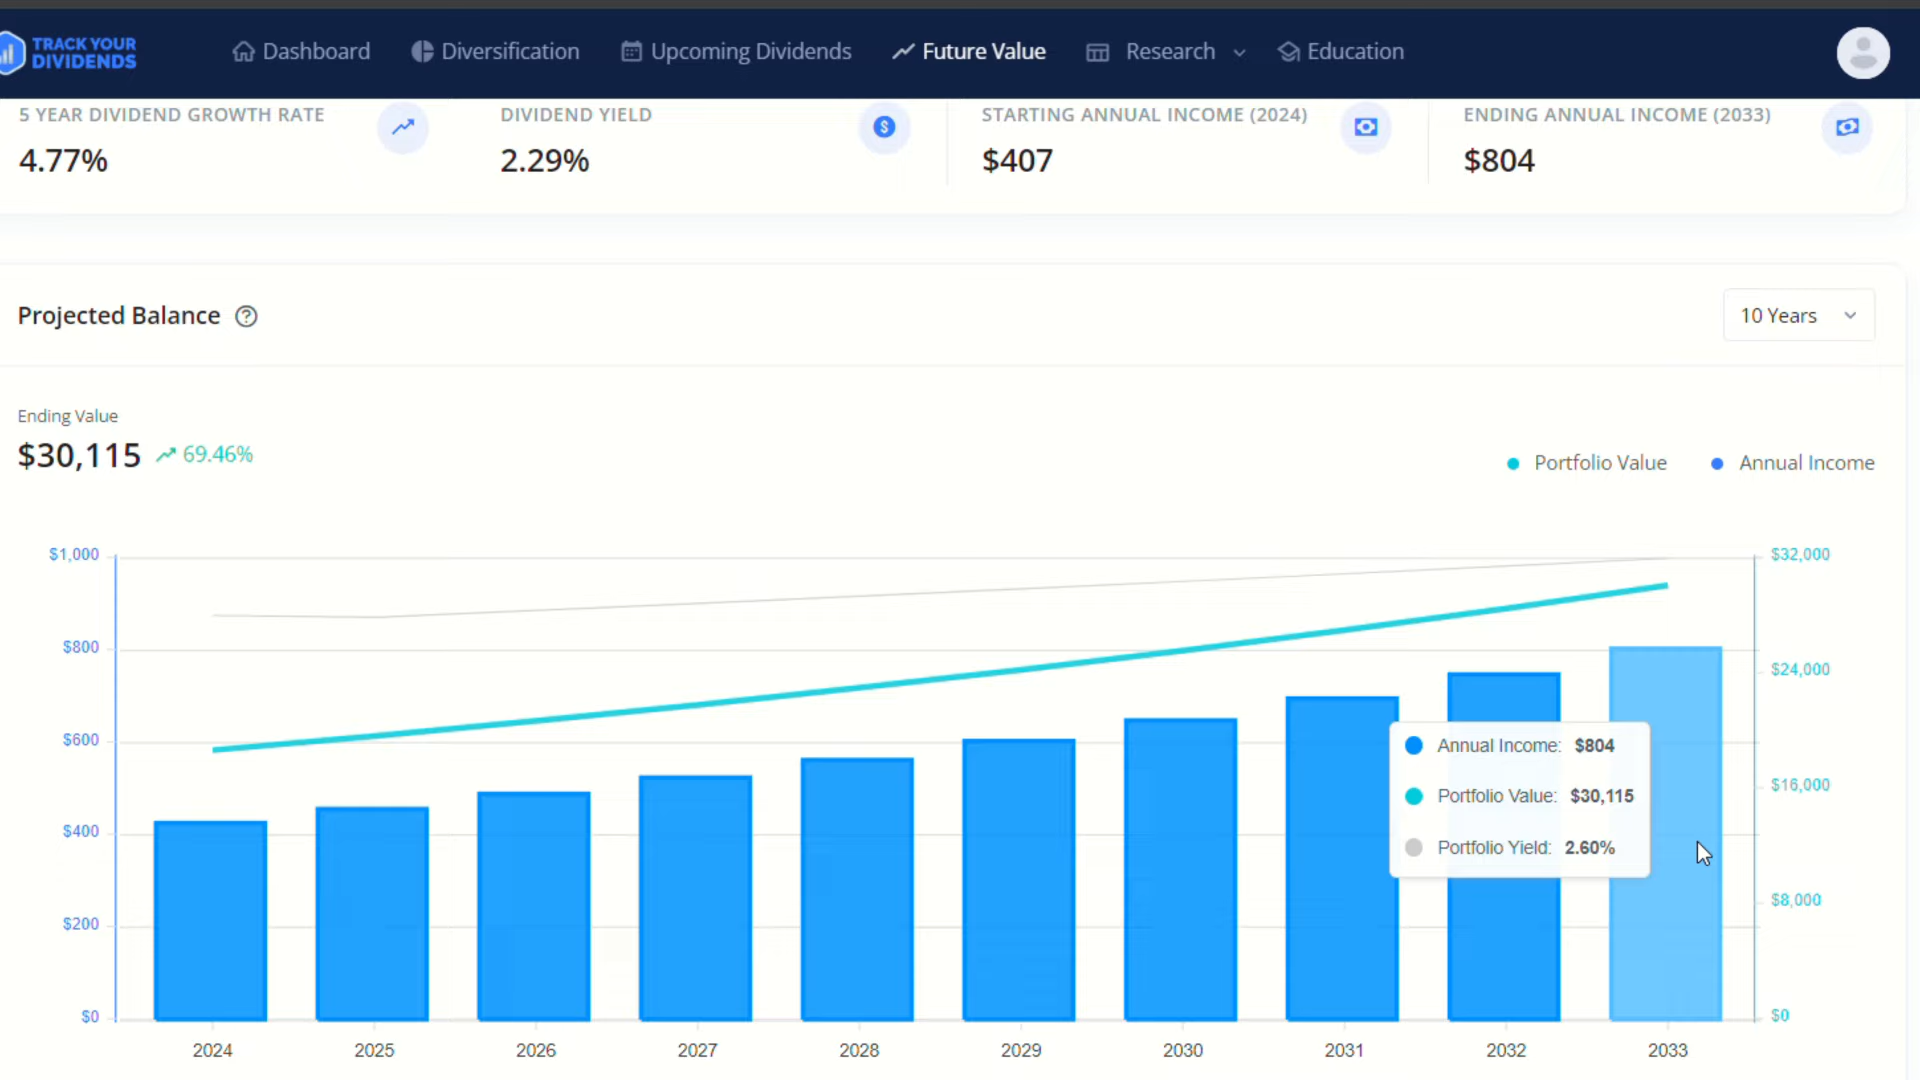 TRACK YOUR
DIVIDENDS
Dashboard
Diversification
Upcoming Dividends
Future Value
Research
Education
5 YEAR DIVIDEND GROWTH RATE
4.77%
DIVIDEND YIELD
2.29%
STARTING ANNUAL INCOME (2024)
$407
ENDING ANNUAL INCOME (2033)
$804
Projected Balance
10 Years
Ending Value
$30,115 69.46%
Portfolio Value
Annual Income
$1,000
$800
$600
$400
$200
$0
$32,000
$24,000
$16,000
$8,000
$0
Annual Income: $804
Portfolio Value: $30,115
Portfolio Yield: 2.60%
2024 2025 2026 2027 2028 2029 2030 2031 2032 2033